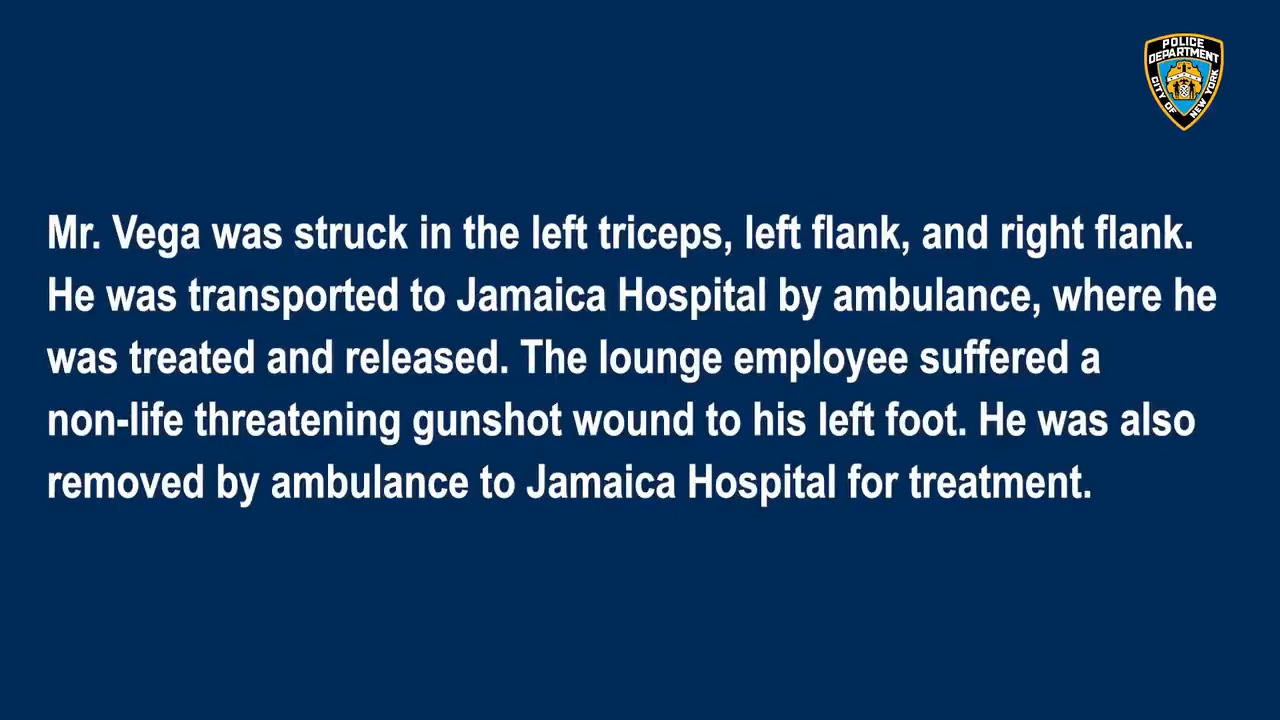 POLICE
DEPARTMENT
CITY OF NEW YORK
Mr. Vega was struck in the left triceps, left flank, and right flank.
He was transported to Jamaica Hospital by ambulance, where he
was treated and released. The lounge employee suffered a
non-life threatening gunshot wound to his left foot. He was also
removed by ambulance to Jamaica Hospital for treatment.